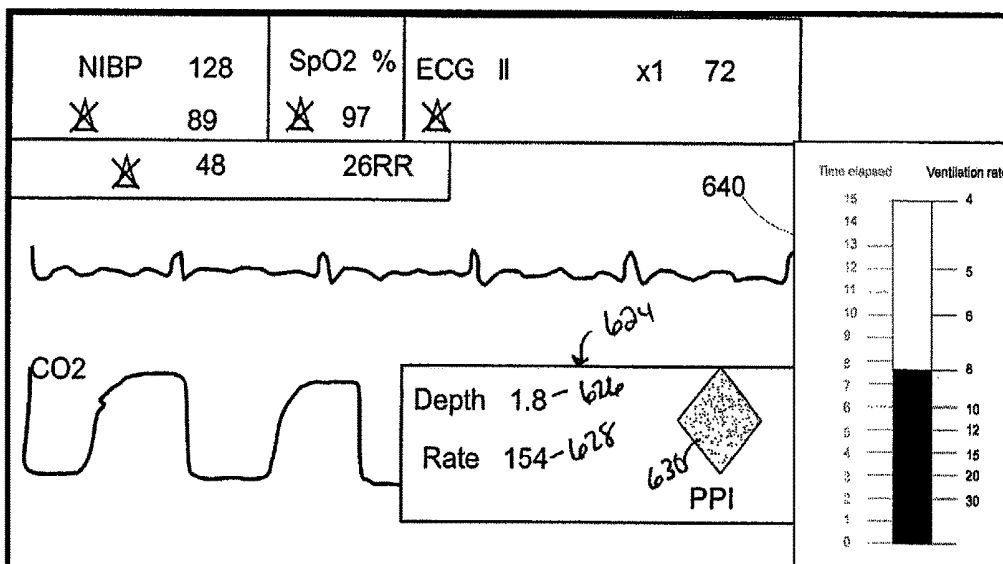 NIBP 128
89
SpO2 %
97
ECG II x1 72
48 26RR
640
Time elapsed Ventilation rate
15 4
14
13
12 5
11
10 6
9
8 8
7
6 10
5 12
4 15
3 20
2 30
1
0
CO2
624
Depth 1.8 - 626
Rate 154 - 628
630
PPI